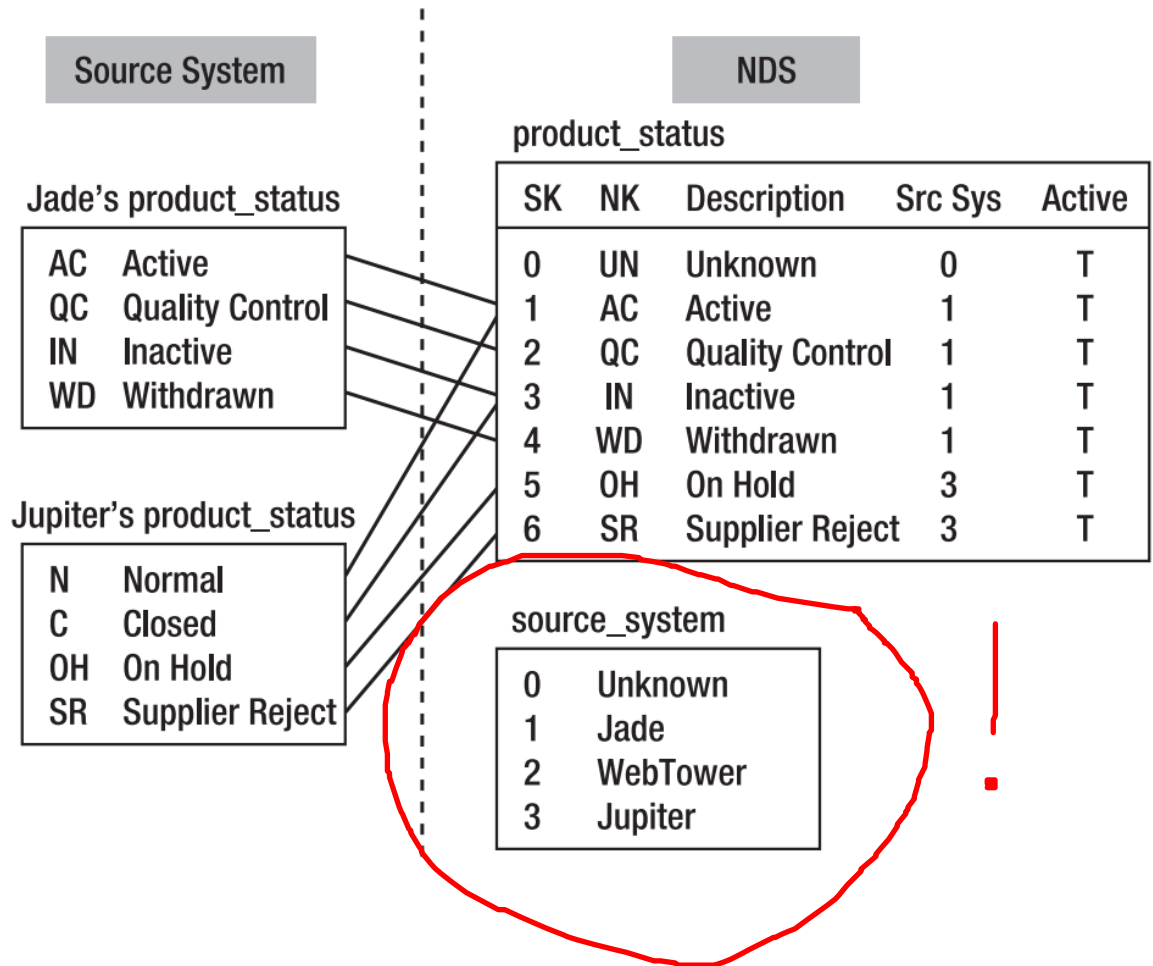 Source System
NDS
Jade's product_status
AC Active
QC Quality Control
IN Inactive
WD Withdrawn
Jupiter's product_status
N Normal
C Closed
OH On Hold
SR Supplier Reject
product_status
SK NK Description Src Sys Active
0 UN Unknown 0 T
1 AC Active 1 T
2 QC Quality Control 1 T
3 IN Inactive 1 T
4 WD Withdrawn 1 T
5 OH On Hold 3 T
6 SR Supplier Reject 3 T
source_system
0 Unknown
1 Jade
2 WebTower
3 Jupiter
!